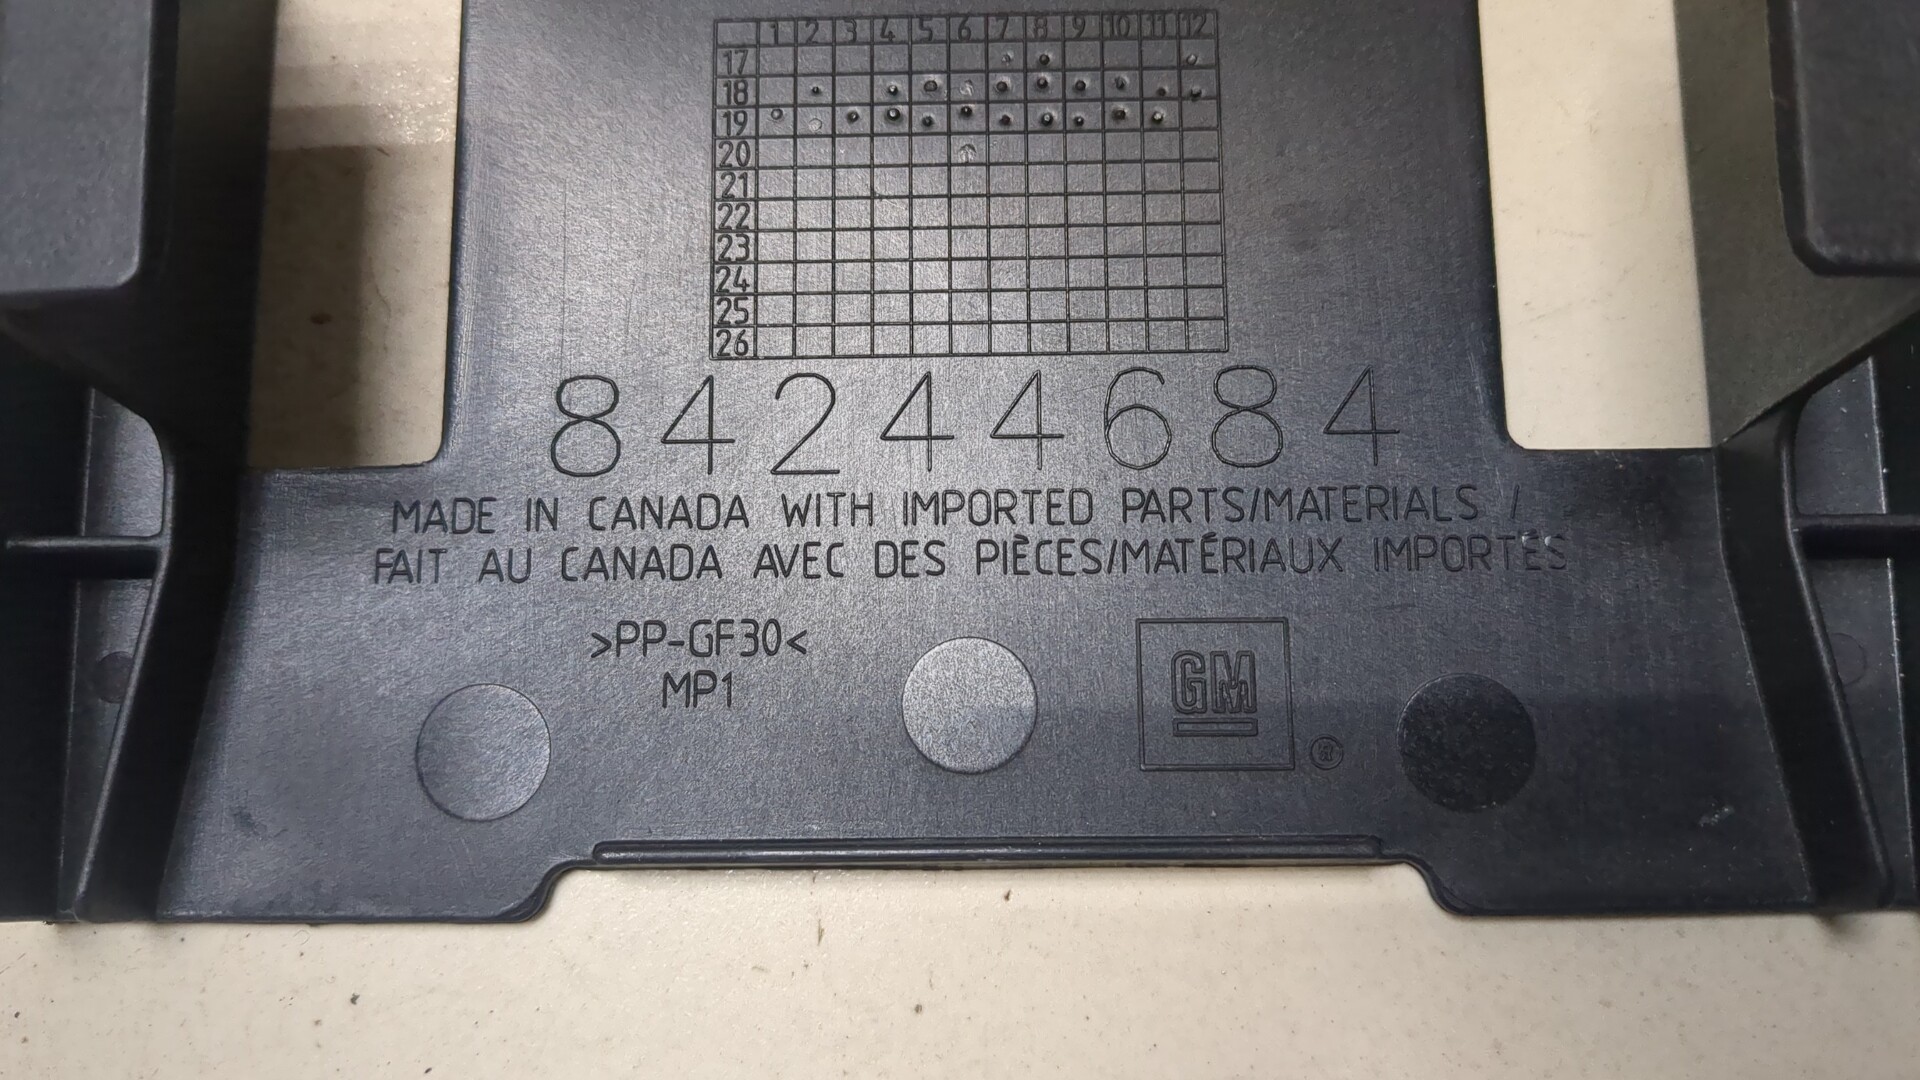 1 2 3 4 5 6 7 8 9 10 11 12
17
18
19
20
21
22
23
24
25
26
84244684
MADE IN CANADA WITH IMPORTED PARTS/MATERIALS /
FAIT AU CANADA AVEC DES PIÈCES/MATÉRIAUX IMPORTÉS
>PP-GF30<
MP1
GM
®